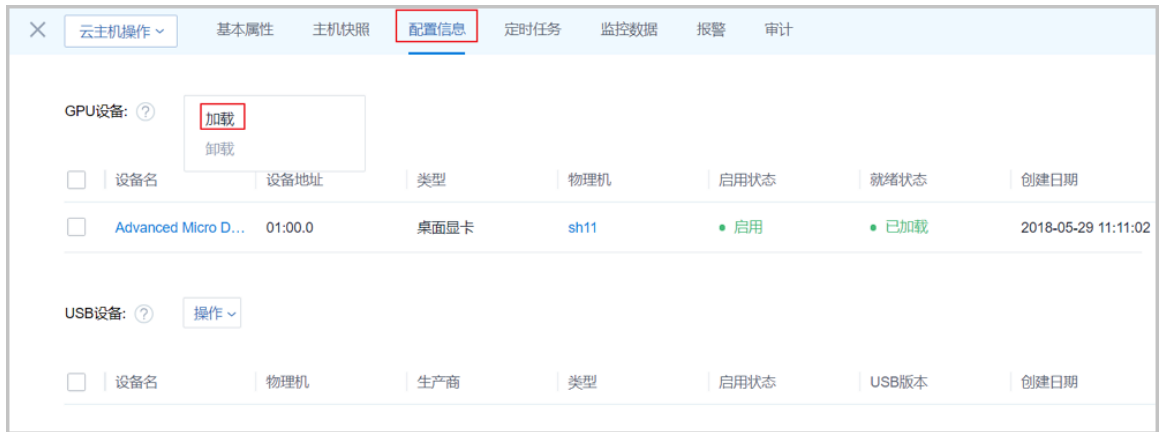 云主机操作 基本属性 主机快照 配置信息 定时任务 监控数据 报警 审计
GPU设备: ?
加载
卸载
设备名 设备地址 类型 物理机 启用状态 就绪状态 创建日期
Advanced Micro D... 01:00.0 桌面显卡 sh11 启用 已加载 2018-05-29 11:11:02
USB设备: ? 操作
设备名 物理机 生产商 类型 启用状态 USB版本 创建日期